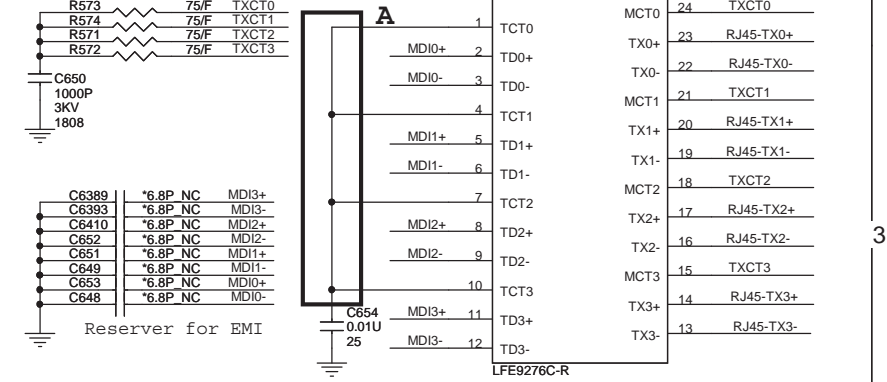 R573 75/F TXCT0
R574 75/F TXCT1
R571 75/F TXCT2
R572 75/F TXCT3
C650
1000P
3KV
1808
C6389 *6.8P_NC MDI3+
C6393 *6.8P_NC MDI3-
C6410 *6.8P_NC MDI2+
C652 *6.8P_NC MDI2-
C651 *6.8P_NC MDI1+
C649 *6.8P_NC MDI1-
C653 *6.8P_NC MDI0+
C648 *6.8P_NC MDI0-
Reserver for EMI
A
C654
0.01U
25
1 TCT0
MDI0+ 2 TD0+
MDI0- 3 TD0-
4 TCT1
MDI1+ 5 TD1+
MDI1- 6 TD1-
7 TCT2
MDI2+ 8 TD2+
MDI2- 9 TD2-
10 TCT3
MDI3+ 11 TD3+
MDI3- 12 TD3-
MCT0 24 TXCT0
TX0+ 23 RJ45-TX0+
TX0- 22 RJ45-TX0-
MCT1 21 TXCT1
TX1+ 20 RJ45-TX1+
TX1- 19 RJ45-TX1-
MCT2 18 TXCT2
TX2+ 17 RJ45-TX2+
TX2- 16 RJ45-TX2-
MCT3 15 TXCT3
TX3+ 14 RJ45-TX3+
TX3- 13 RJ45-TX3-
LFE9276C-R
3